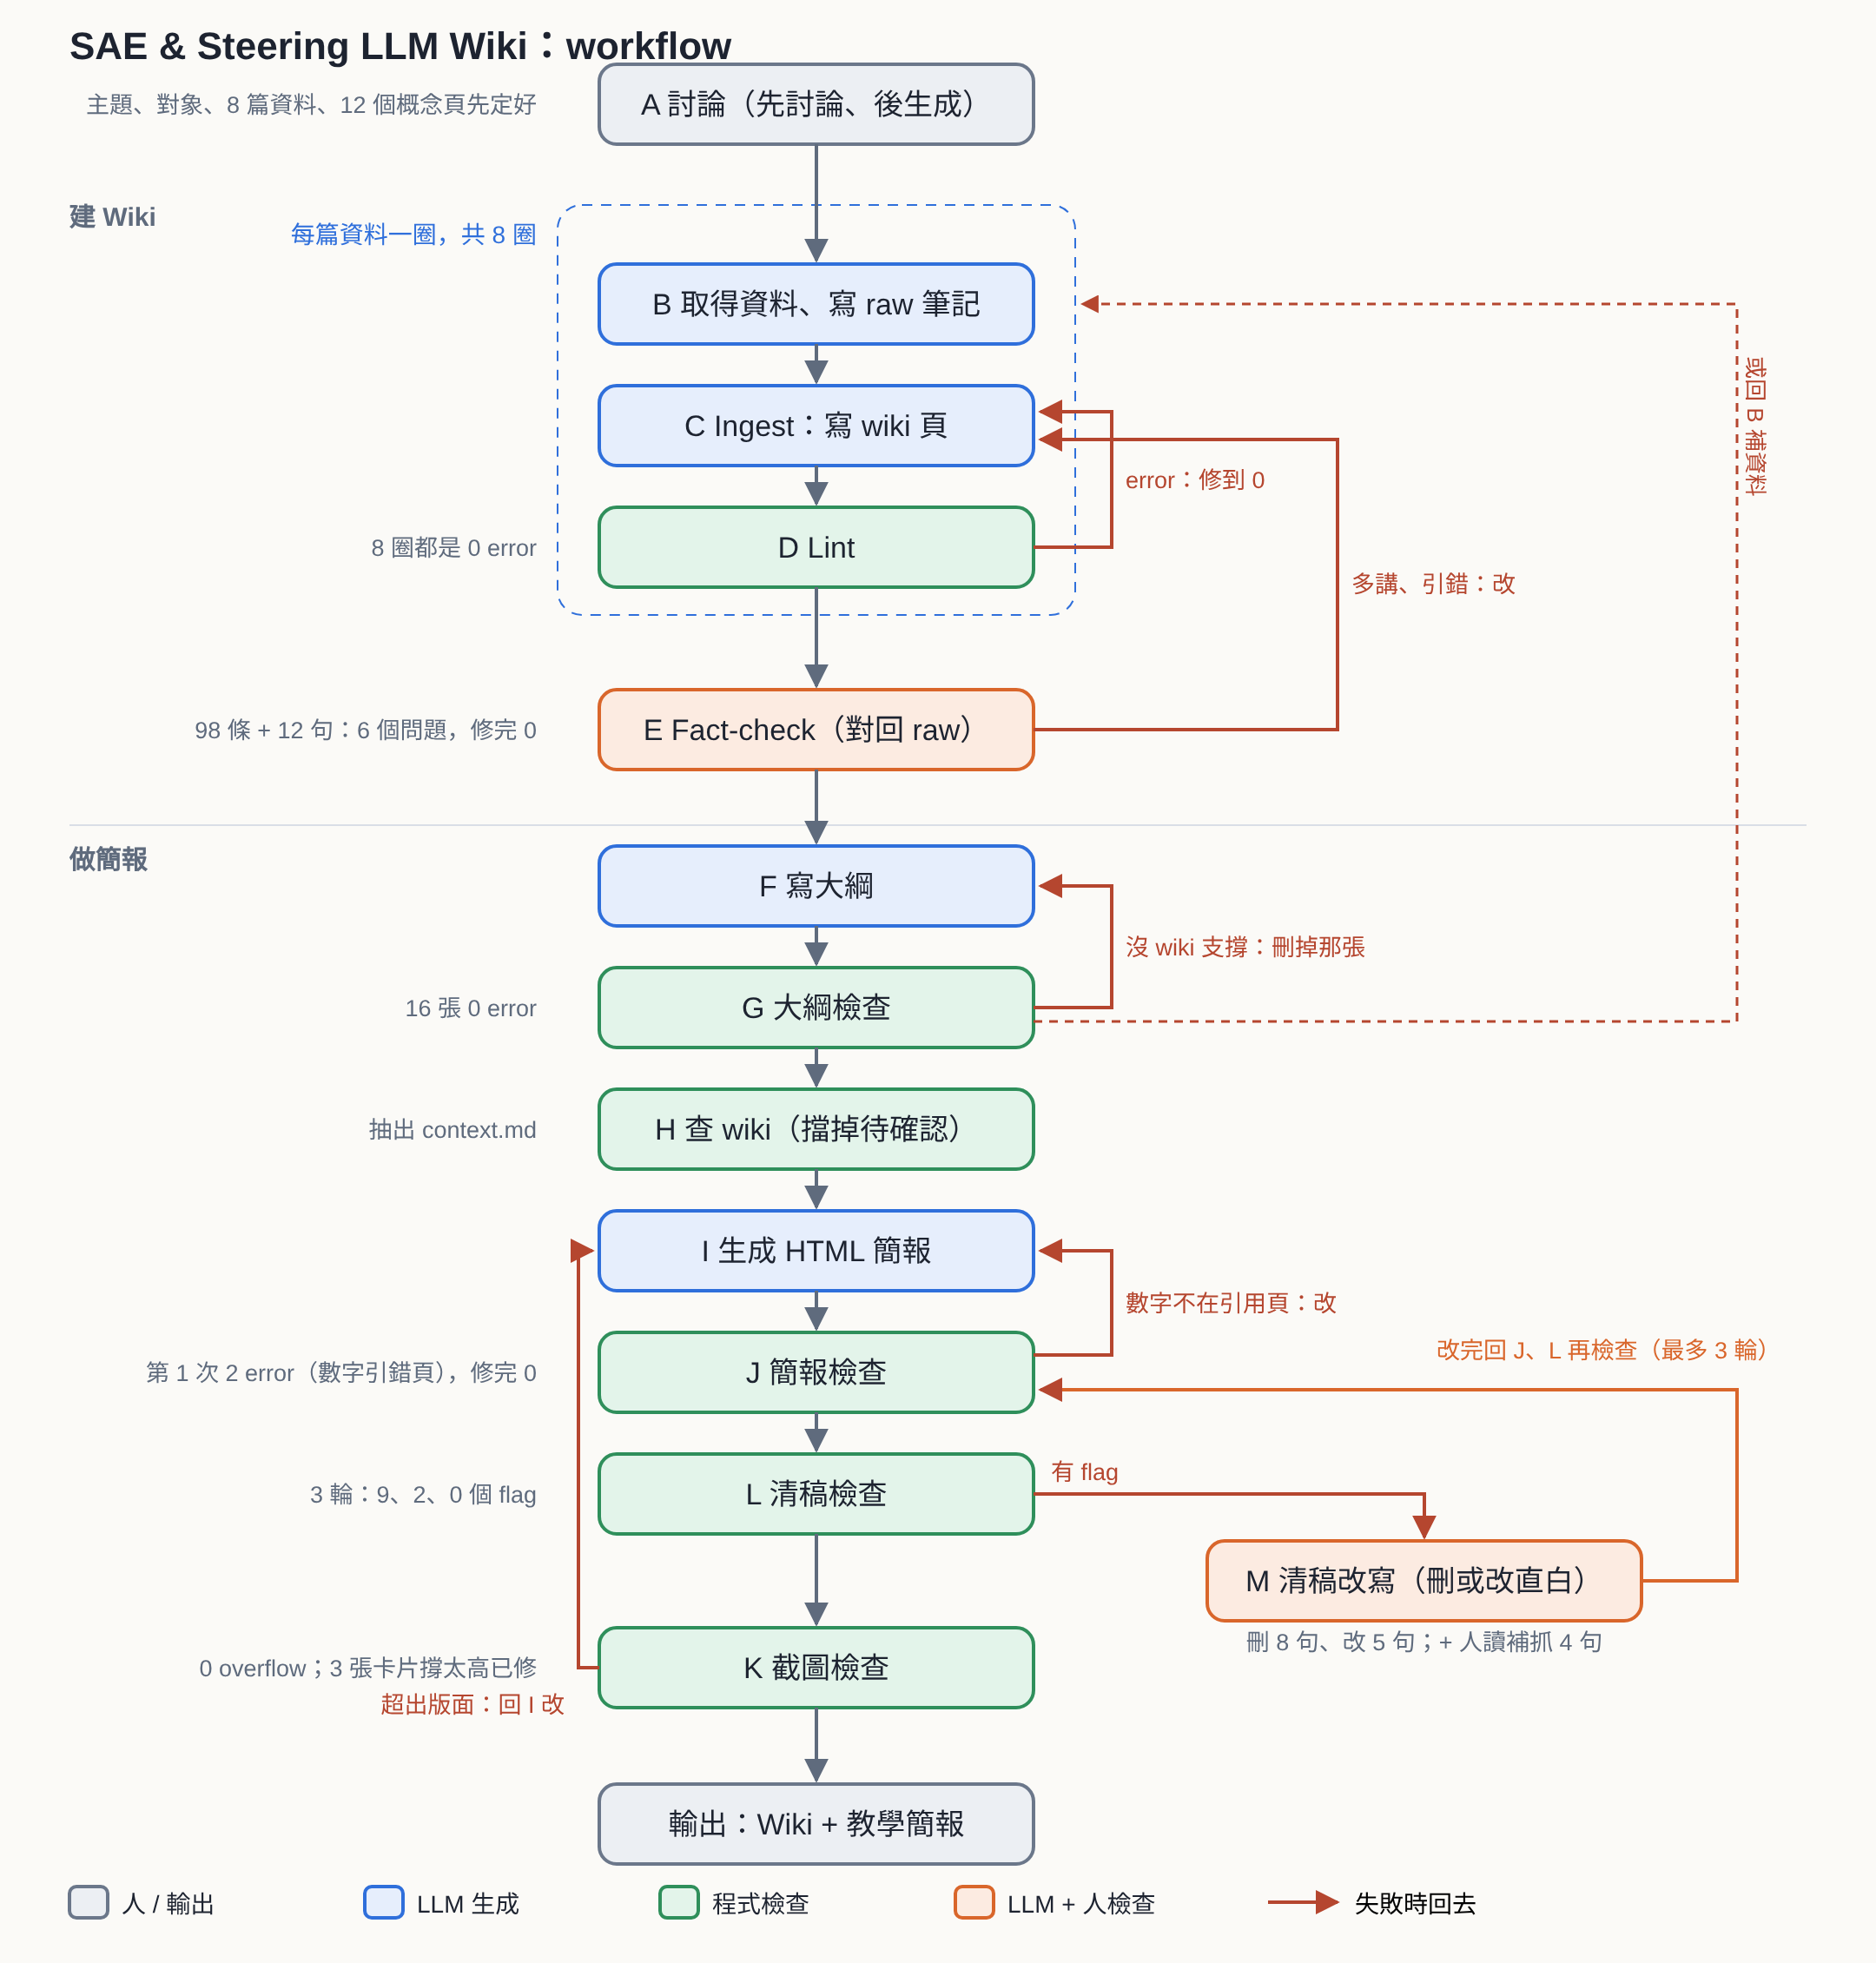 SAE & Steering LLM Wiki：workflow
主題、對象、8 篇資料、12 個概念頁先定好
A 討論（先討論、後生成）
建 Wiki
每篇資料一圈，共 8 圈
B 取得資料、寫 raw 筆記
或回 B 補資料
C Ingest：寫 wiki 頁
error：修到 0
8 圈都是 0 error
D Lint
多講、引錯：改
98 條 + 12 句：6 個問題，修完 0
E Fact-check（對回 raw）
做簡報
F 寫大綱
沒 wiki 支撐：刪掉那張
16 張 0 error
G 大綱檢查
抽出 context.md
H 查 wiki（擋掉待確認）
I 生成 HTML 簡報
數字不在引用頁：改
改完回 J、L 再檢查（最多 3 輪）
第 1 次 2 error（數字引錯頁），修完 0
J 簡報檢查
有 flag
3 輪：9、2、0 個 flag
L 清稿檢查
M 清稿改寫（刪或改直白）
刪 8 句、改 5 句；+ 人讀補抓 4 句
0 overflow；3 張卡片撐太高已修
K 截圖檢查
超出版面：回 I 改
輸出：Wiki + 教學簡報
人 / 輸出
LLM 生成
程式檢查
LLM + 人檢查
失敗時回去